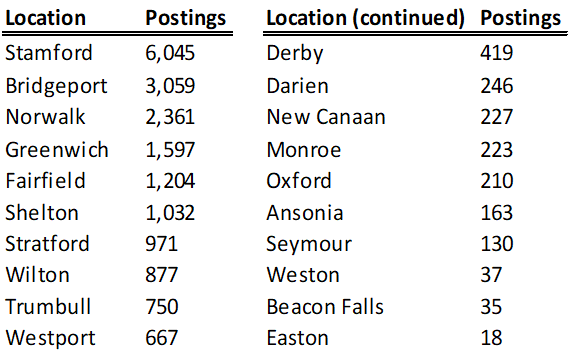 Location Postings Location (continued) Postings
Stamford 6,045 Derby 419
Bridgeport 3,059 Darien 246
Norwalk 2,361 New Canaan 227
Greenwich 1,597 Monroe 223
Fairfield 1,204 Oxford 210
Shelton 1,032 Ansonia 163
Stratford 971 Seymour 130
Wilton 877 Weston 37
Trumbull 750 Beacon Falls 35
Westport 667 Easton 18